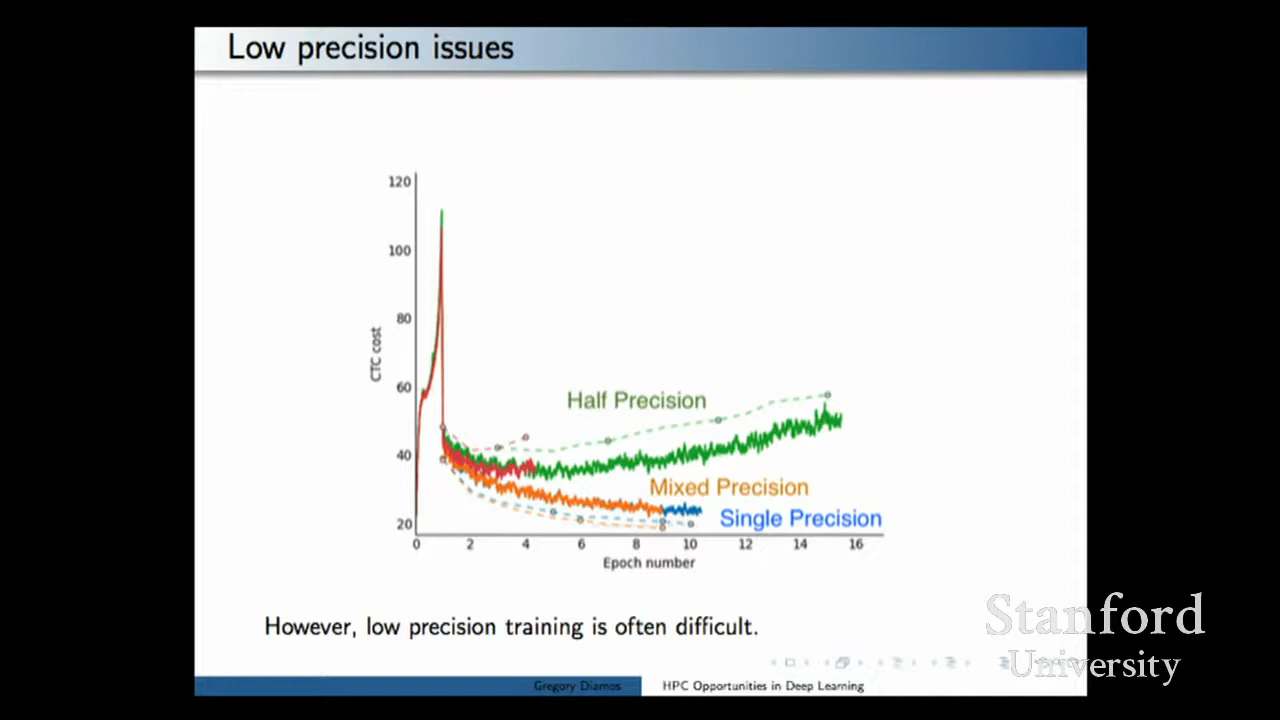 Low precision issues
120
100
80
60
40
20
CTC cost
Half Precision
Mixed Precision
Single Precision
0 2 4 6 8 10 12 14 16
Epoch number
However, low precision training is often difficult.
Stanford
University
Gregory Diamos
HPC Opportunities in Deep Learning